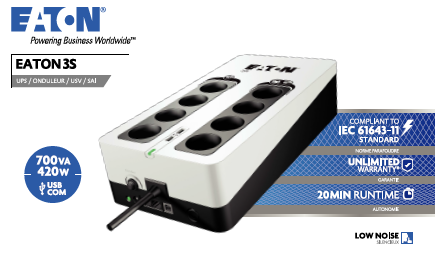 EATON
Powering Business Worldwide™
EATON 3S
UPS / ONDULEUR / USV / SAÏ
EATON
700VA
420W
USB
COM
COMPLIANT TO
IEC 61643-11
STANDARD
NORME PARAFOUDRE
UNLIMITED
WARRANTY*
GARANTIE
20MIN RUNTIME
AUTONOMIE
LOW NOISE
SILENCIEUX